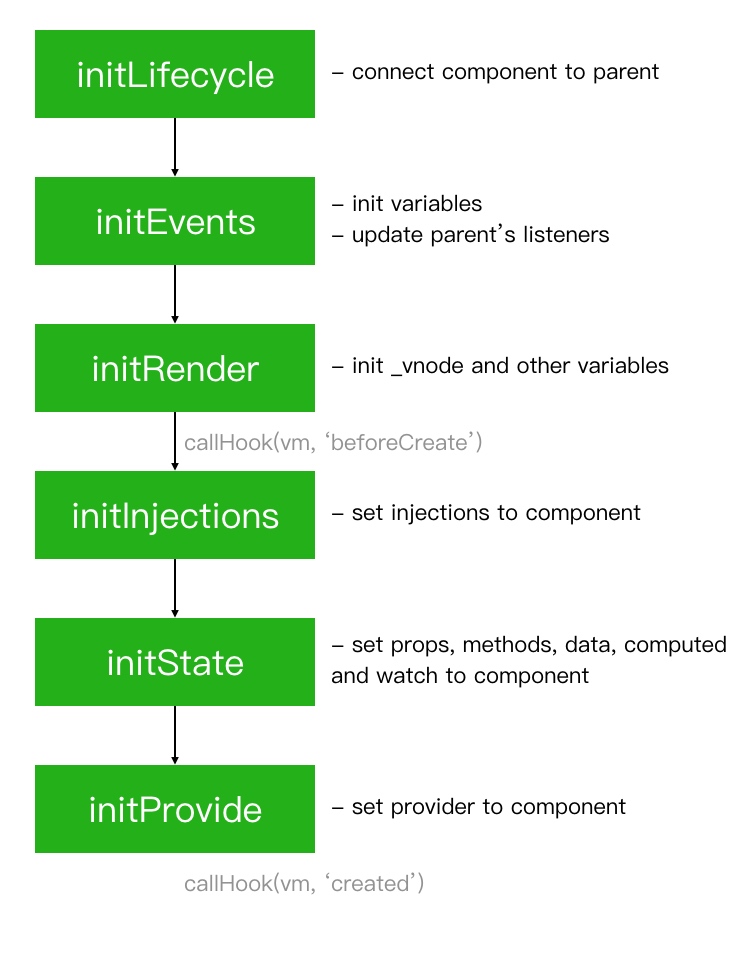 initLifecycle
– connect component to parent
initEvents
– init variables
– update parent’s listeners
initRender
– init _vnode and other variables
callHook(vm, ‘beforeCreate’)
initInjections
– set injections to component
initState
– set props, methods, data, computed
and watch to component
initProvide
– set provider to component
callHook(vm, ‘created’)